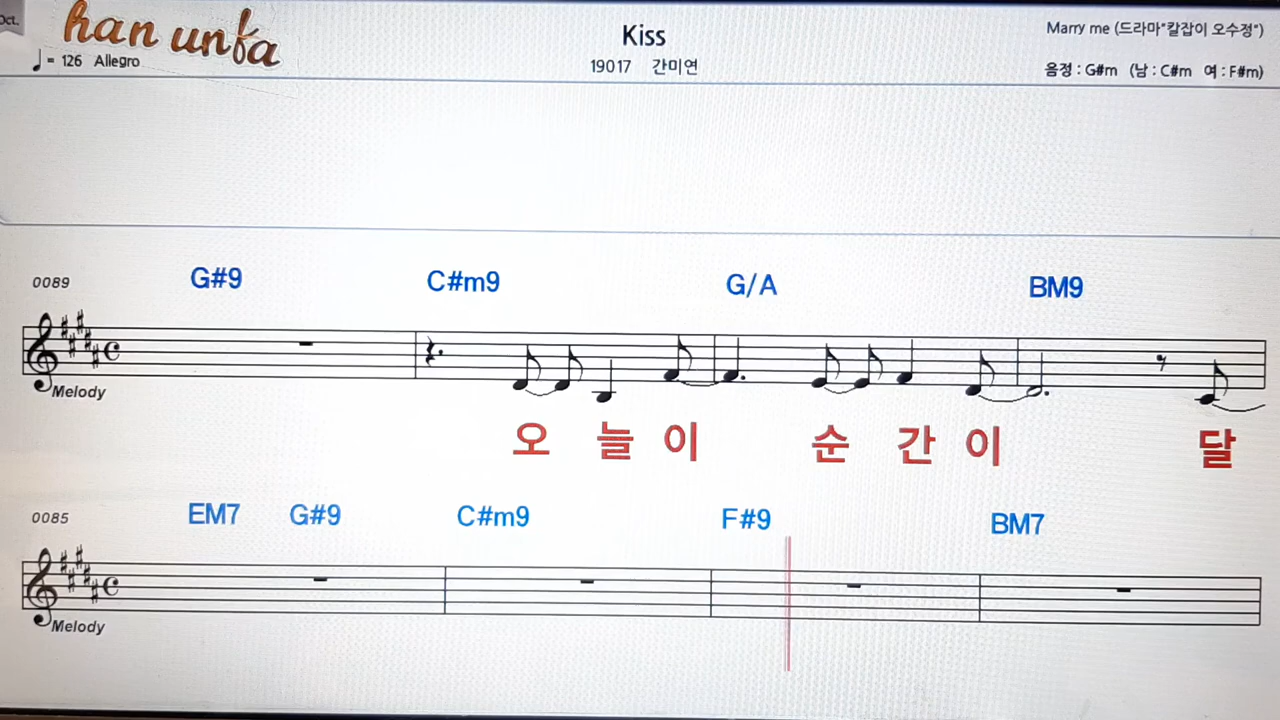 Oct.
han unfa
Kiss
Marry me (드라마"칼잡이 오수정")
♩= 126 Allegro
19017 간미연
음정 : G#m (남 : C#m 여 : F#m)
0089 G#9 C#m9 G/A BM9
Melody
오 늘 이 순 간 이 달
0085 EM7 G#9 C#m9 F#9 BM7
Melody